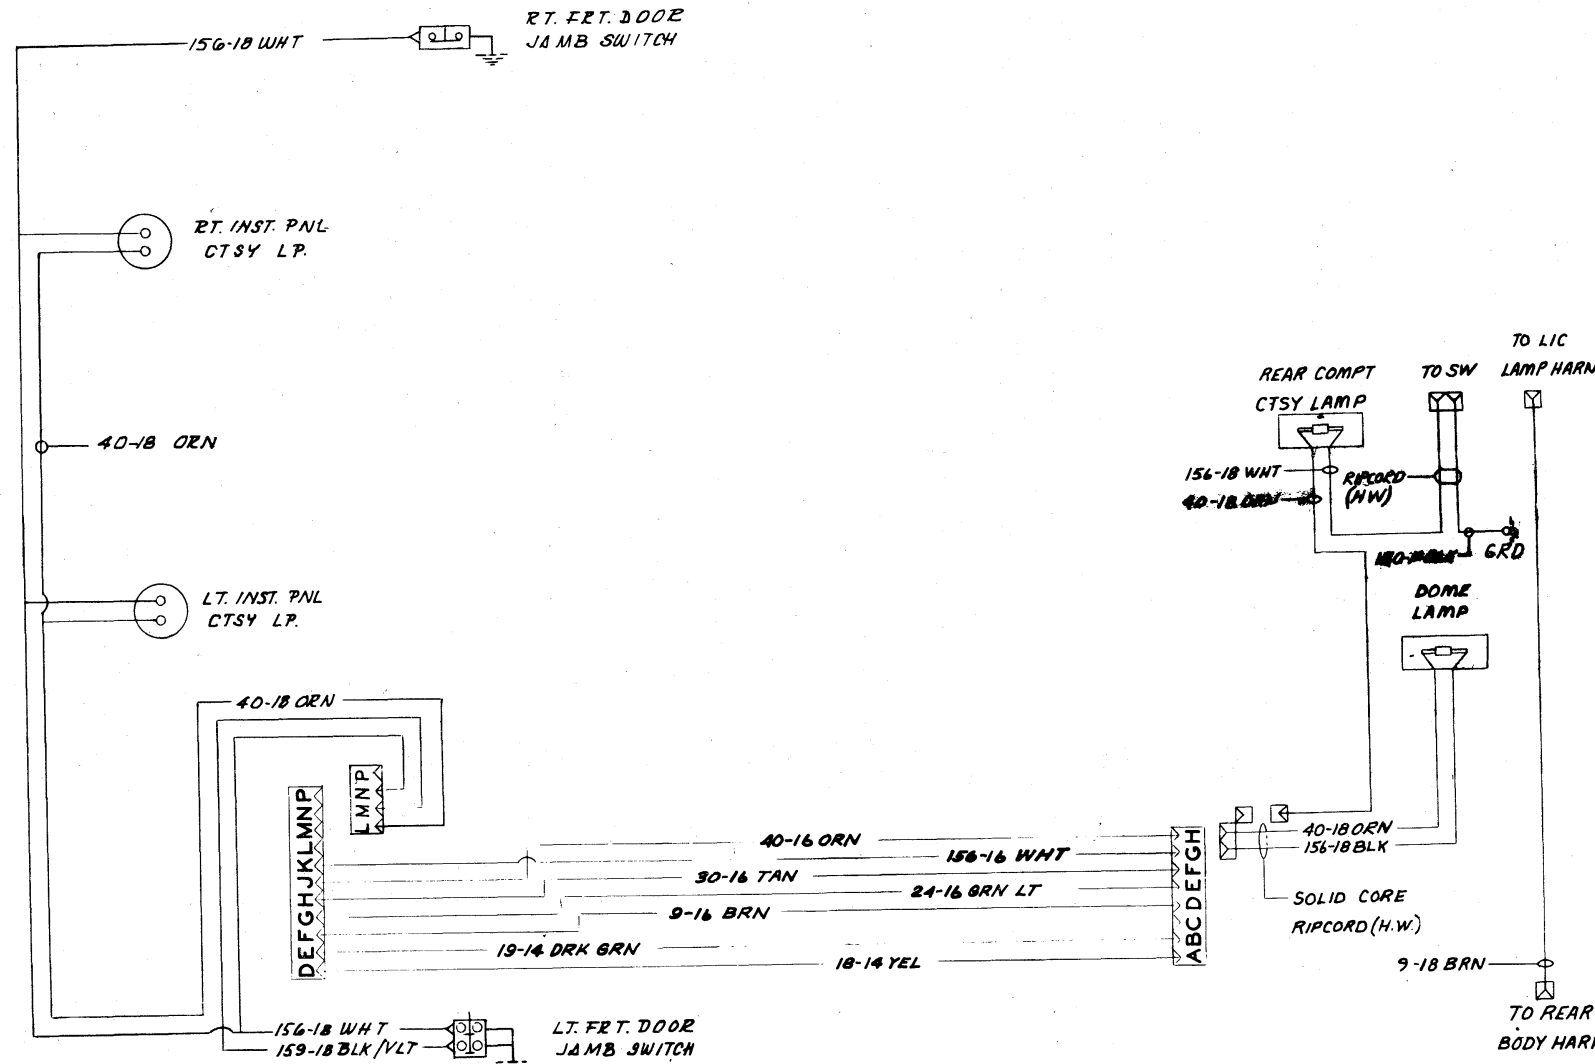 RT. FRT. DOOR
JAMB SWITCH
156-18 WHT
RT. INST. PNL
CTSY LP.
TO LIC
LAMP HARN
REAR COMPT
CTSY LAMP
TO SW
40-18 ORN
156-18 WHT
RIPCORD
(HW)
GRD
DOME
LAMP
LT. INST. PNL
CTSY LP.
40-18 ORN
LMNP
DEFGHJKLMNP
40-16 ORN
156-16 WHT
30-16 TAN
24-16 GRN LT
9-16 BRN
19-14 DRK GRN
18-14 YEL
ABC DEFGH
40-18 ORN
156-18 BLK
SOLID CORE
RIPCORD (H.W.)
9-18 BRN
TO REAR
BODY HARN
156-18 WHT
159-18 BLK/VLT
LT. FRT. DOOR
JAMB SWITCH